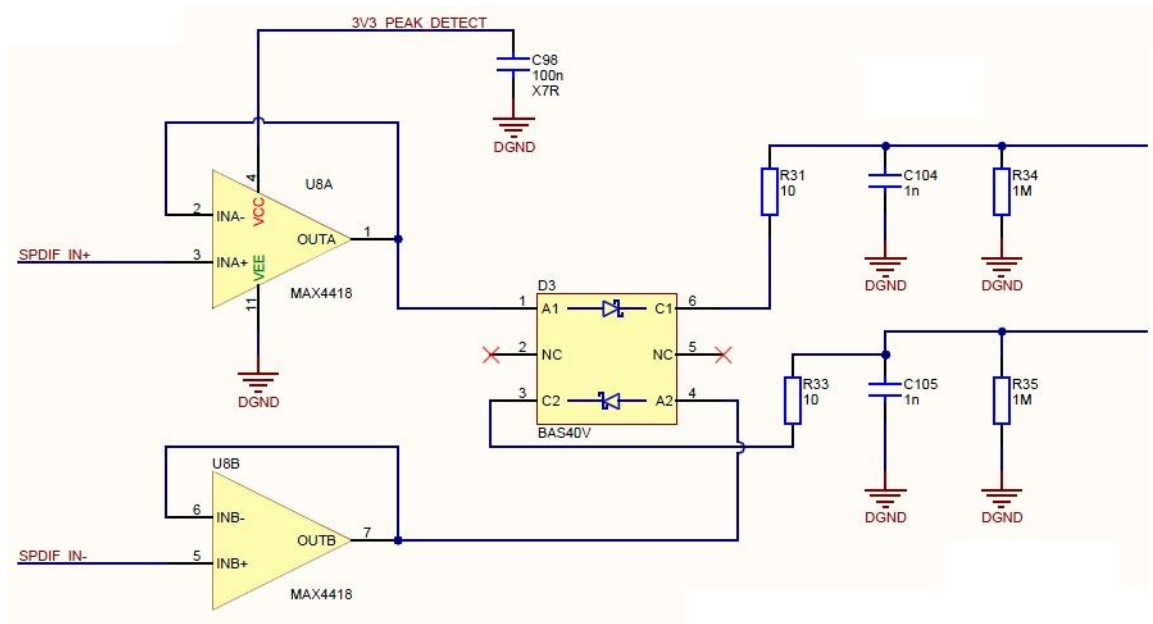 3V3_PEAK_DETECT
C98
100n
X7R
DGND
U8A
4
VCC
2
INA-
OUTA
1
SPDIF_IN+
3
INA+
VEE
11
MAX4418
DGND
R31
10
C104
1n
R34
1M
DGND
DGND
D3
1
A1
C1
6
2
NC
NC
5
3
C2
A2
4
BAS40V
R33
10
C105
1n
R35
1M
DGND
DGND
U8B
6
INB-
OUTB
7
SPDIF_IN-
5
INB+
MAX4418